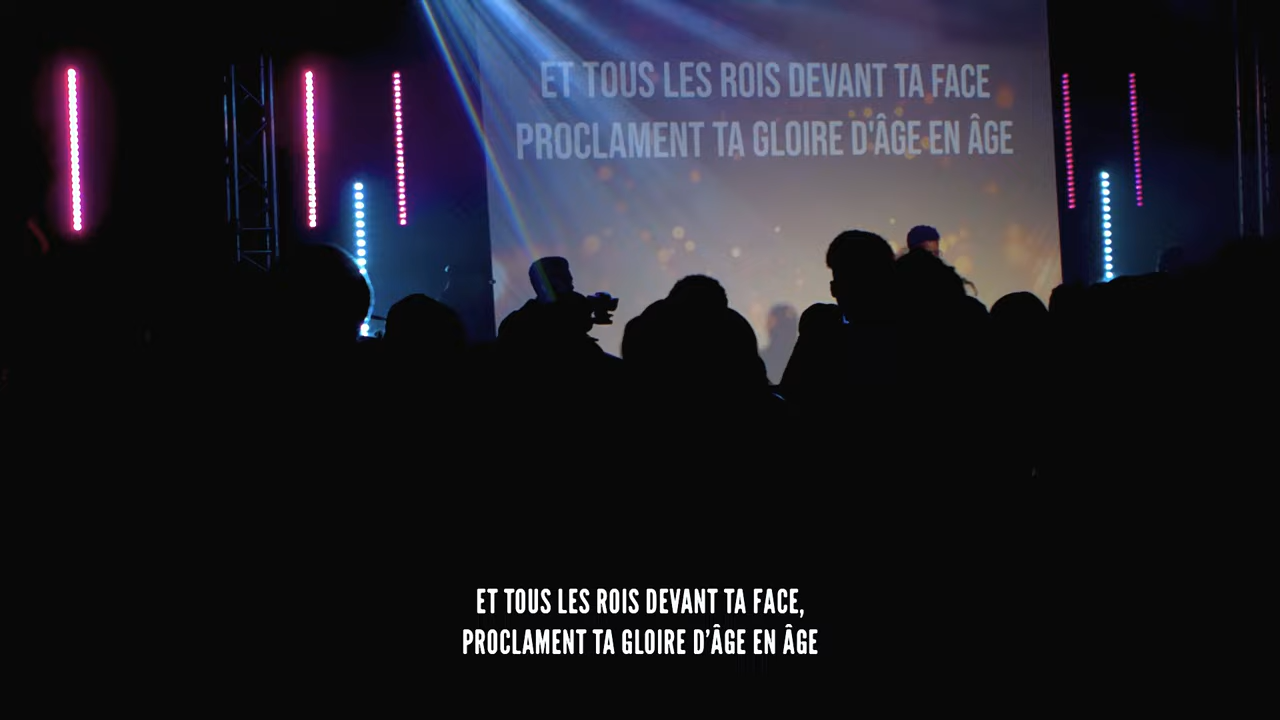 ET TOUS LES ROIS DEVANT TA FACE
PROCLAMENT TA GLOIRE D'ÂGE EN ÂGE
ET TOUS LES ROIS DEVANT TA FACE,
PROCLAMENT TA GLOIRE D’ÂGE EN ÂGE